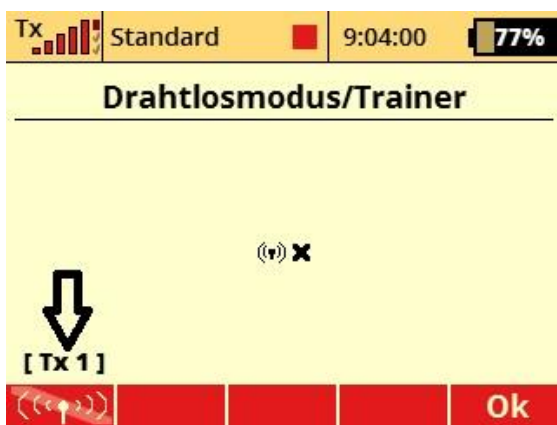 Tx Standard 9:04:00 77%
Drahtlosmodus/Trainer
[ Tx 1 ]
Ok